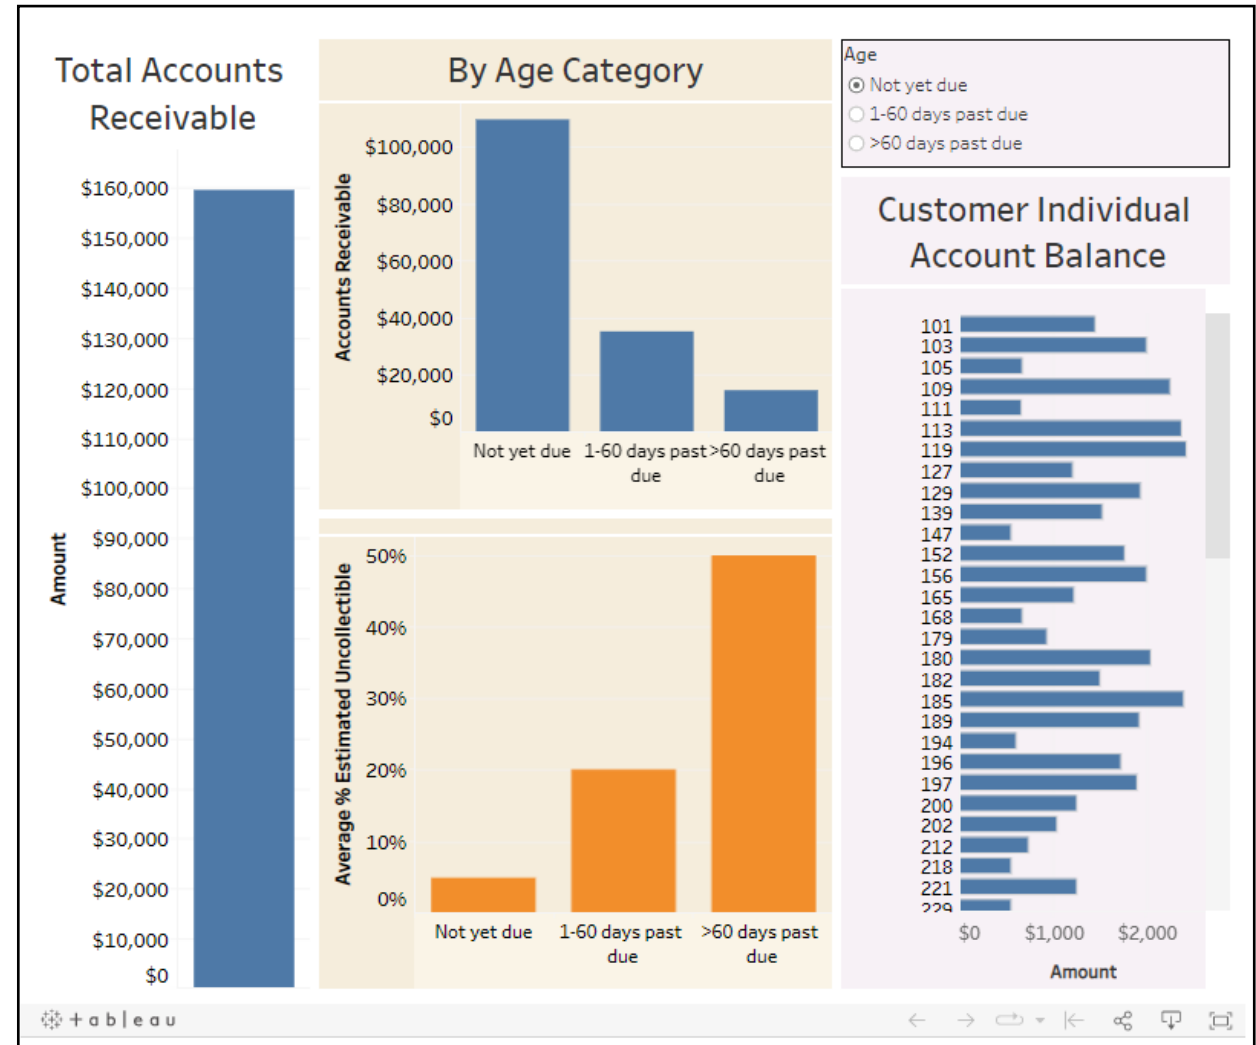 Total Accounts
Receivable
$160,000
$150,000
$140,000
$130,000
$120,000
$110,000
$100,000
$90,000
$80,000
$70,000
$60,000
$50,000
$40,000
$30,000
$20,000
$10,000
$0
Amount
By Age Category
$100,000
$80,000
$60,000
$40,000
$20,000
$0
Accounts Receivable
Not yet due
1-60 days past
due
>60 days past
due
50%
40%
30%
20%
10%
0%
Average % Estimated Uncollectible
Not yet due
1-60 days past
due
>60 days past
due
Age
Not yet due
1-60 days past due
>60 days past due
Customer Individual
Account Balance
101
103
105
109
111
113
119
127
129
139
147
152
156
165
168
179
180
182
185
189
194
196
197
200
202
212
218
221
229
$0 $1,000 $2,000
Amount
+ableau